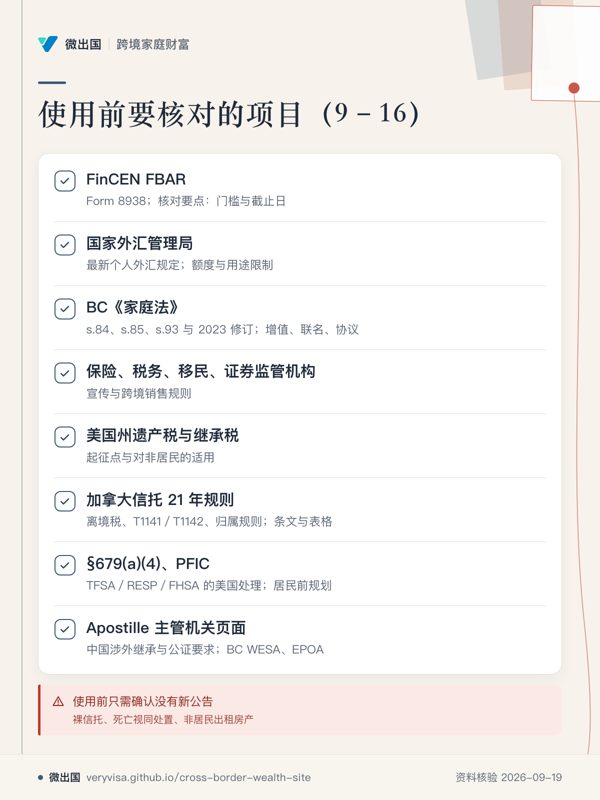 微出国 | 跨境家庭财富
使用前要核对的项目（9 – 16）
FinCEN FBAR
Form 8938；核对要点：门槛与截止日
国家外汇管理局
最新个人外汇规定；额度与用途限制
BC《家庭法》
s.84、s.85、s.93 与 2023 修订；增值、联名、协议
保险、税务、移民、证券监管机构
宣传与跨境销售规则
美国州遗产税与继承税
起征点与对非居民的适用
加拿大信托 21 年规则
离境税、T1141 / T1142、归属规则；条文与表格
§679(a)(4)、PFIC
TFSA / RESP / FHSA 的美国处理；居民前规划
Apostille 主管机关页面
中国涉外继承与公证要求；BC WESA、EPOA
使用前只需确认没有新公告
裸信托、死亡视同处置、非居民出租房产
微出国 veryvisa.github.io/cross-border-wealth-site
资料核验 2026-09-19